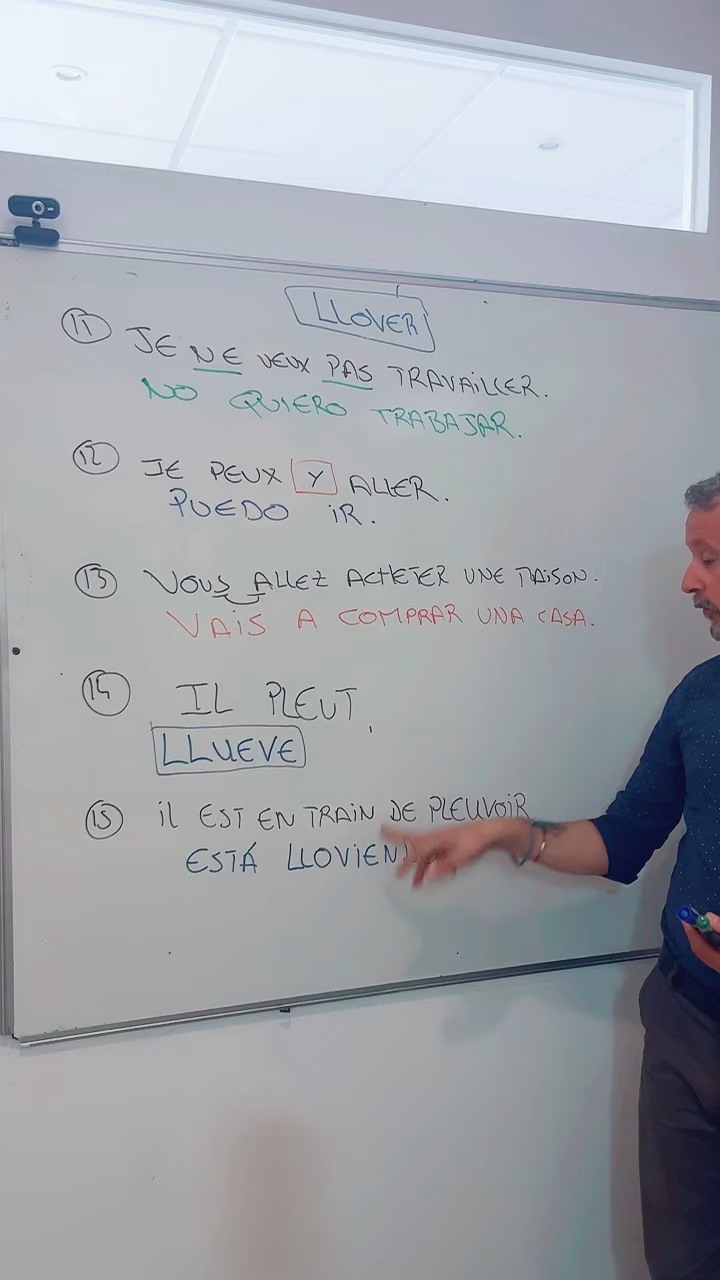 LLOVER
11 JE NE VEUX PAS TRAVAILLER.
NO QUIERO TRABAJAR.
12 JE PEUX Y ALLER.
PUEDO iR.
13 VOUS ALLEZ ACHETER UNE MAISON.
VAiS A COMPRAR UNA CASA.
14 IL PLEUT.
LLUEVE
15 iL EST EN TRAiN DE PLEUVOiR
ESTÁ